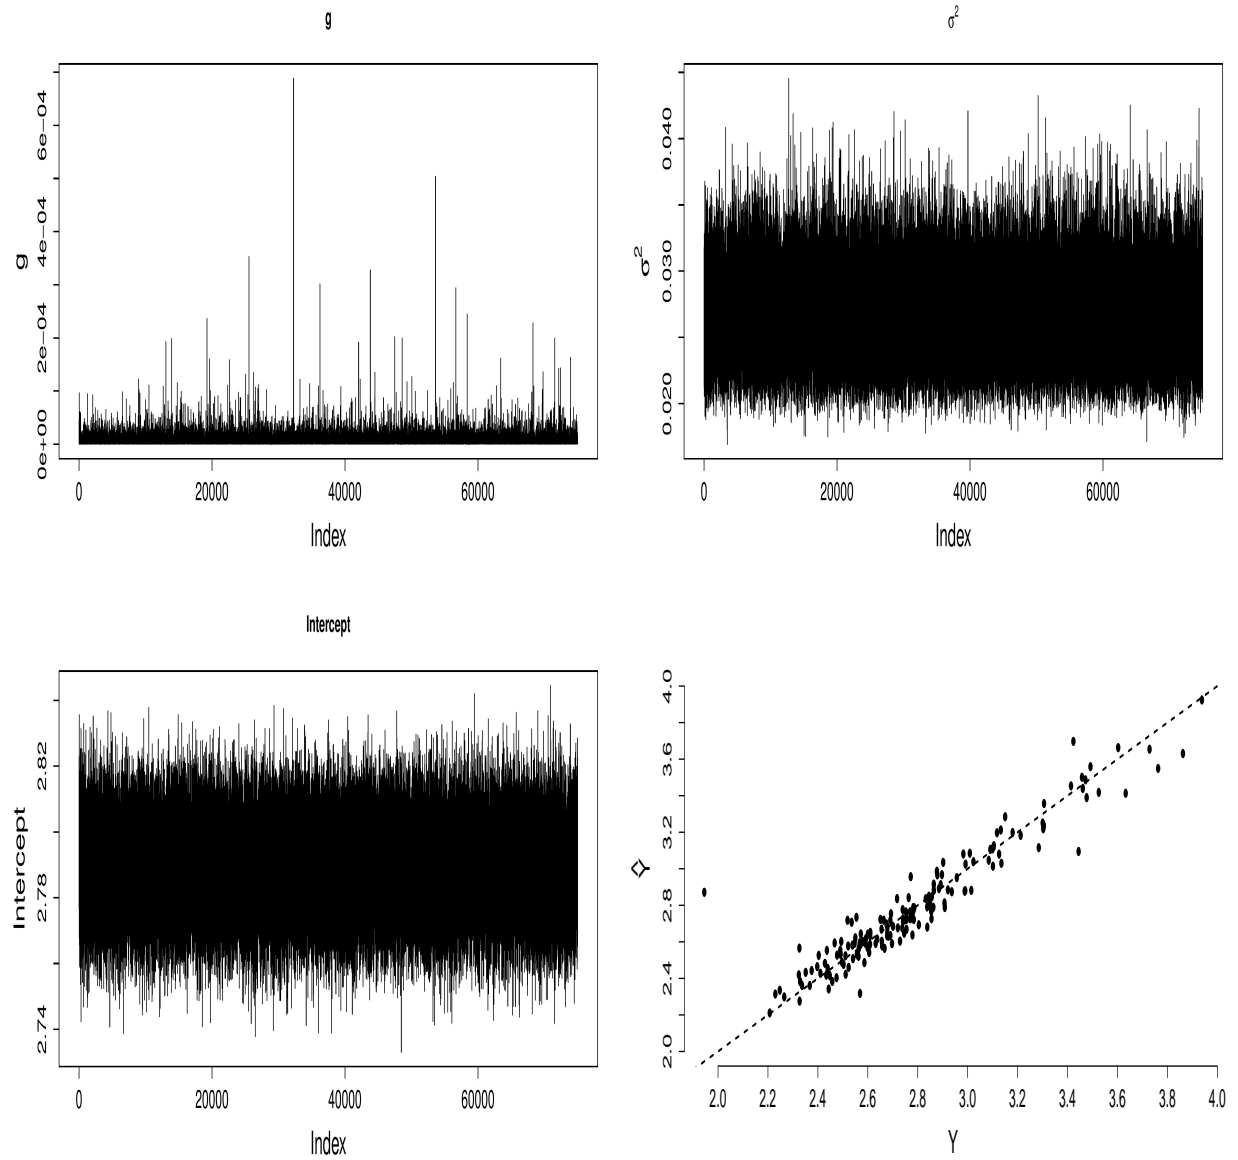 g
6e−04
4e−04
2e−04
0e+00
g
0 20000 40000 60000
Index
σ²
0.040
0.030
0.020
σ²
0 20000 40000 60000
Index
Intercept
2.82
2.78
2.74
Intercept
0 20000 40000 60000
Index
4.0
3.6
3.2
2.8
2.4
2.0
Ŷ
2.0 2.2 2.4 2.6 2.8 3.0 3.2 3.4 3.6 3.8 4.0
Y